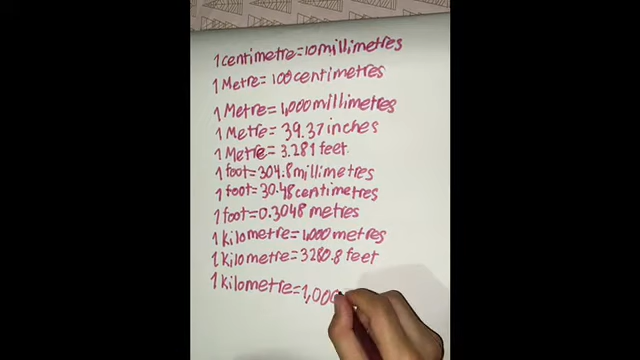 1 centimetre=10 millimetres
1 Metre= 100 centimetres
1 Metre= 1,000 millimetres
1 Metre= 39.37 inches
1 Metre= 3.281 feet
1 foot= 304.8 millimetres
1 foot= 30.48 centimetres
1 foot= 0.3048 metres
1 kilometre= 1,000 metres
1 kilometre= 3280.8 feet
1 kilometre= 1,000